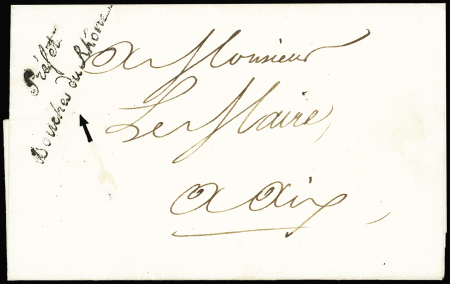 Préfet
Bouches du Rhône
A Monsieur
Le Maire,
A Aix,